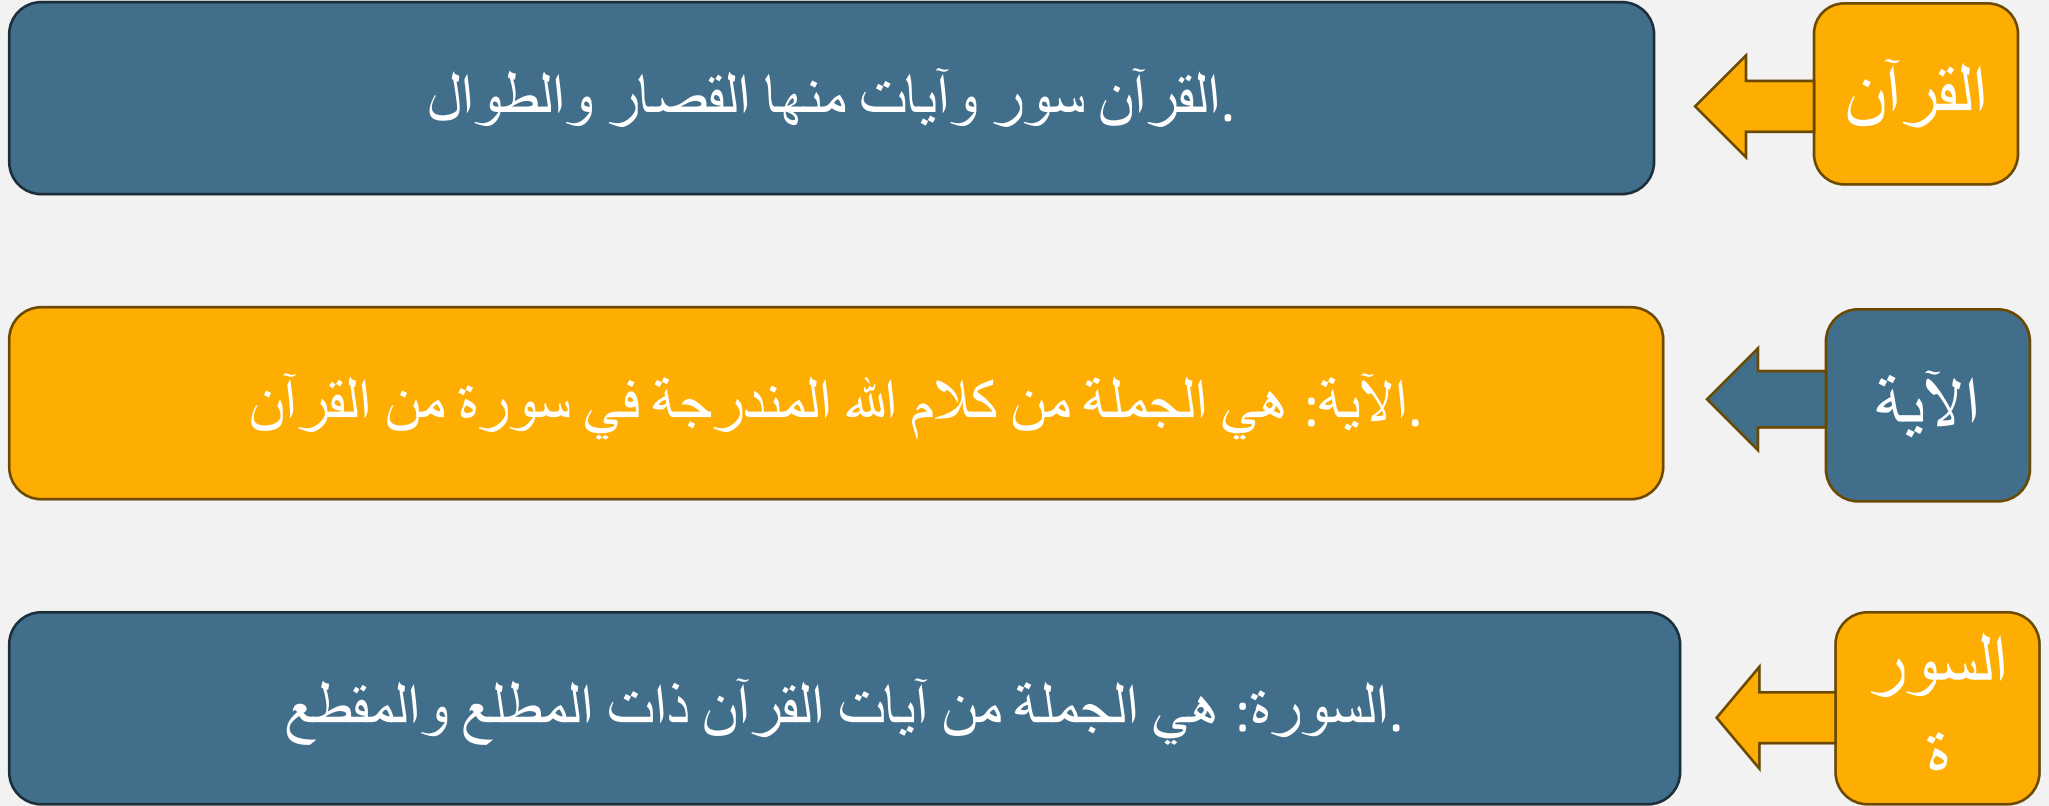 القرآن
القرآن سور وآيات منها القصار والطوال.
الآية
الآية: هي الجملة من كلام الله المندرجة في سورة من القرآن.
السور
ة
السورة: هي الجملة من آيات القرآن ذات المطلع والمقطع.